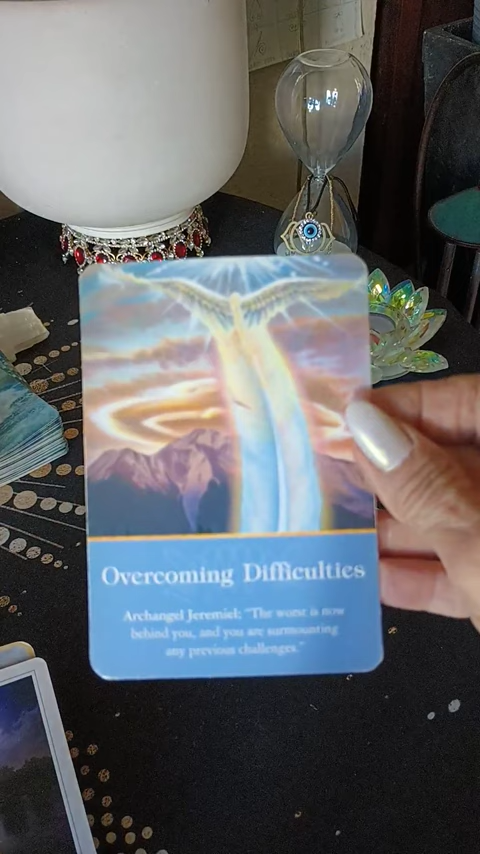 Overcoming Difficulties
Archangel Jeremiel: "The worst is now
behind you, and you are surmounting
any previous challenges."